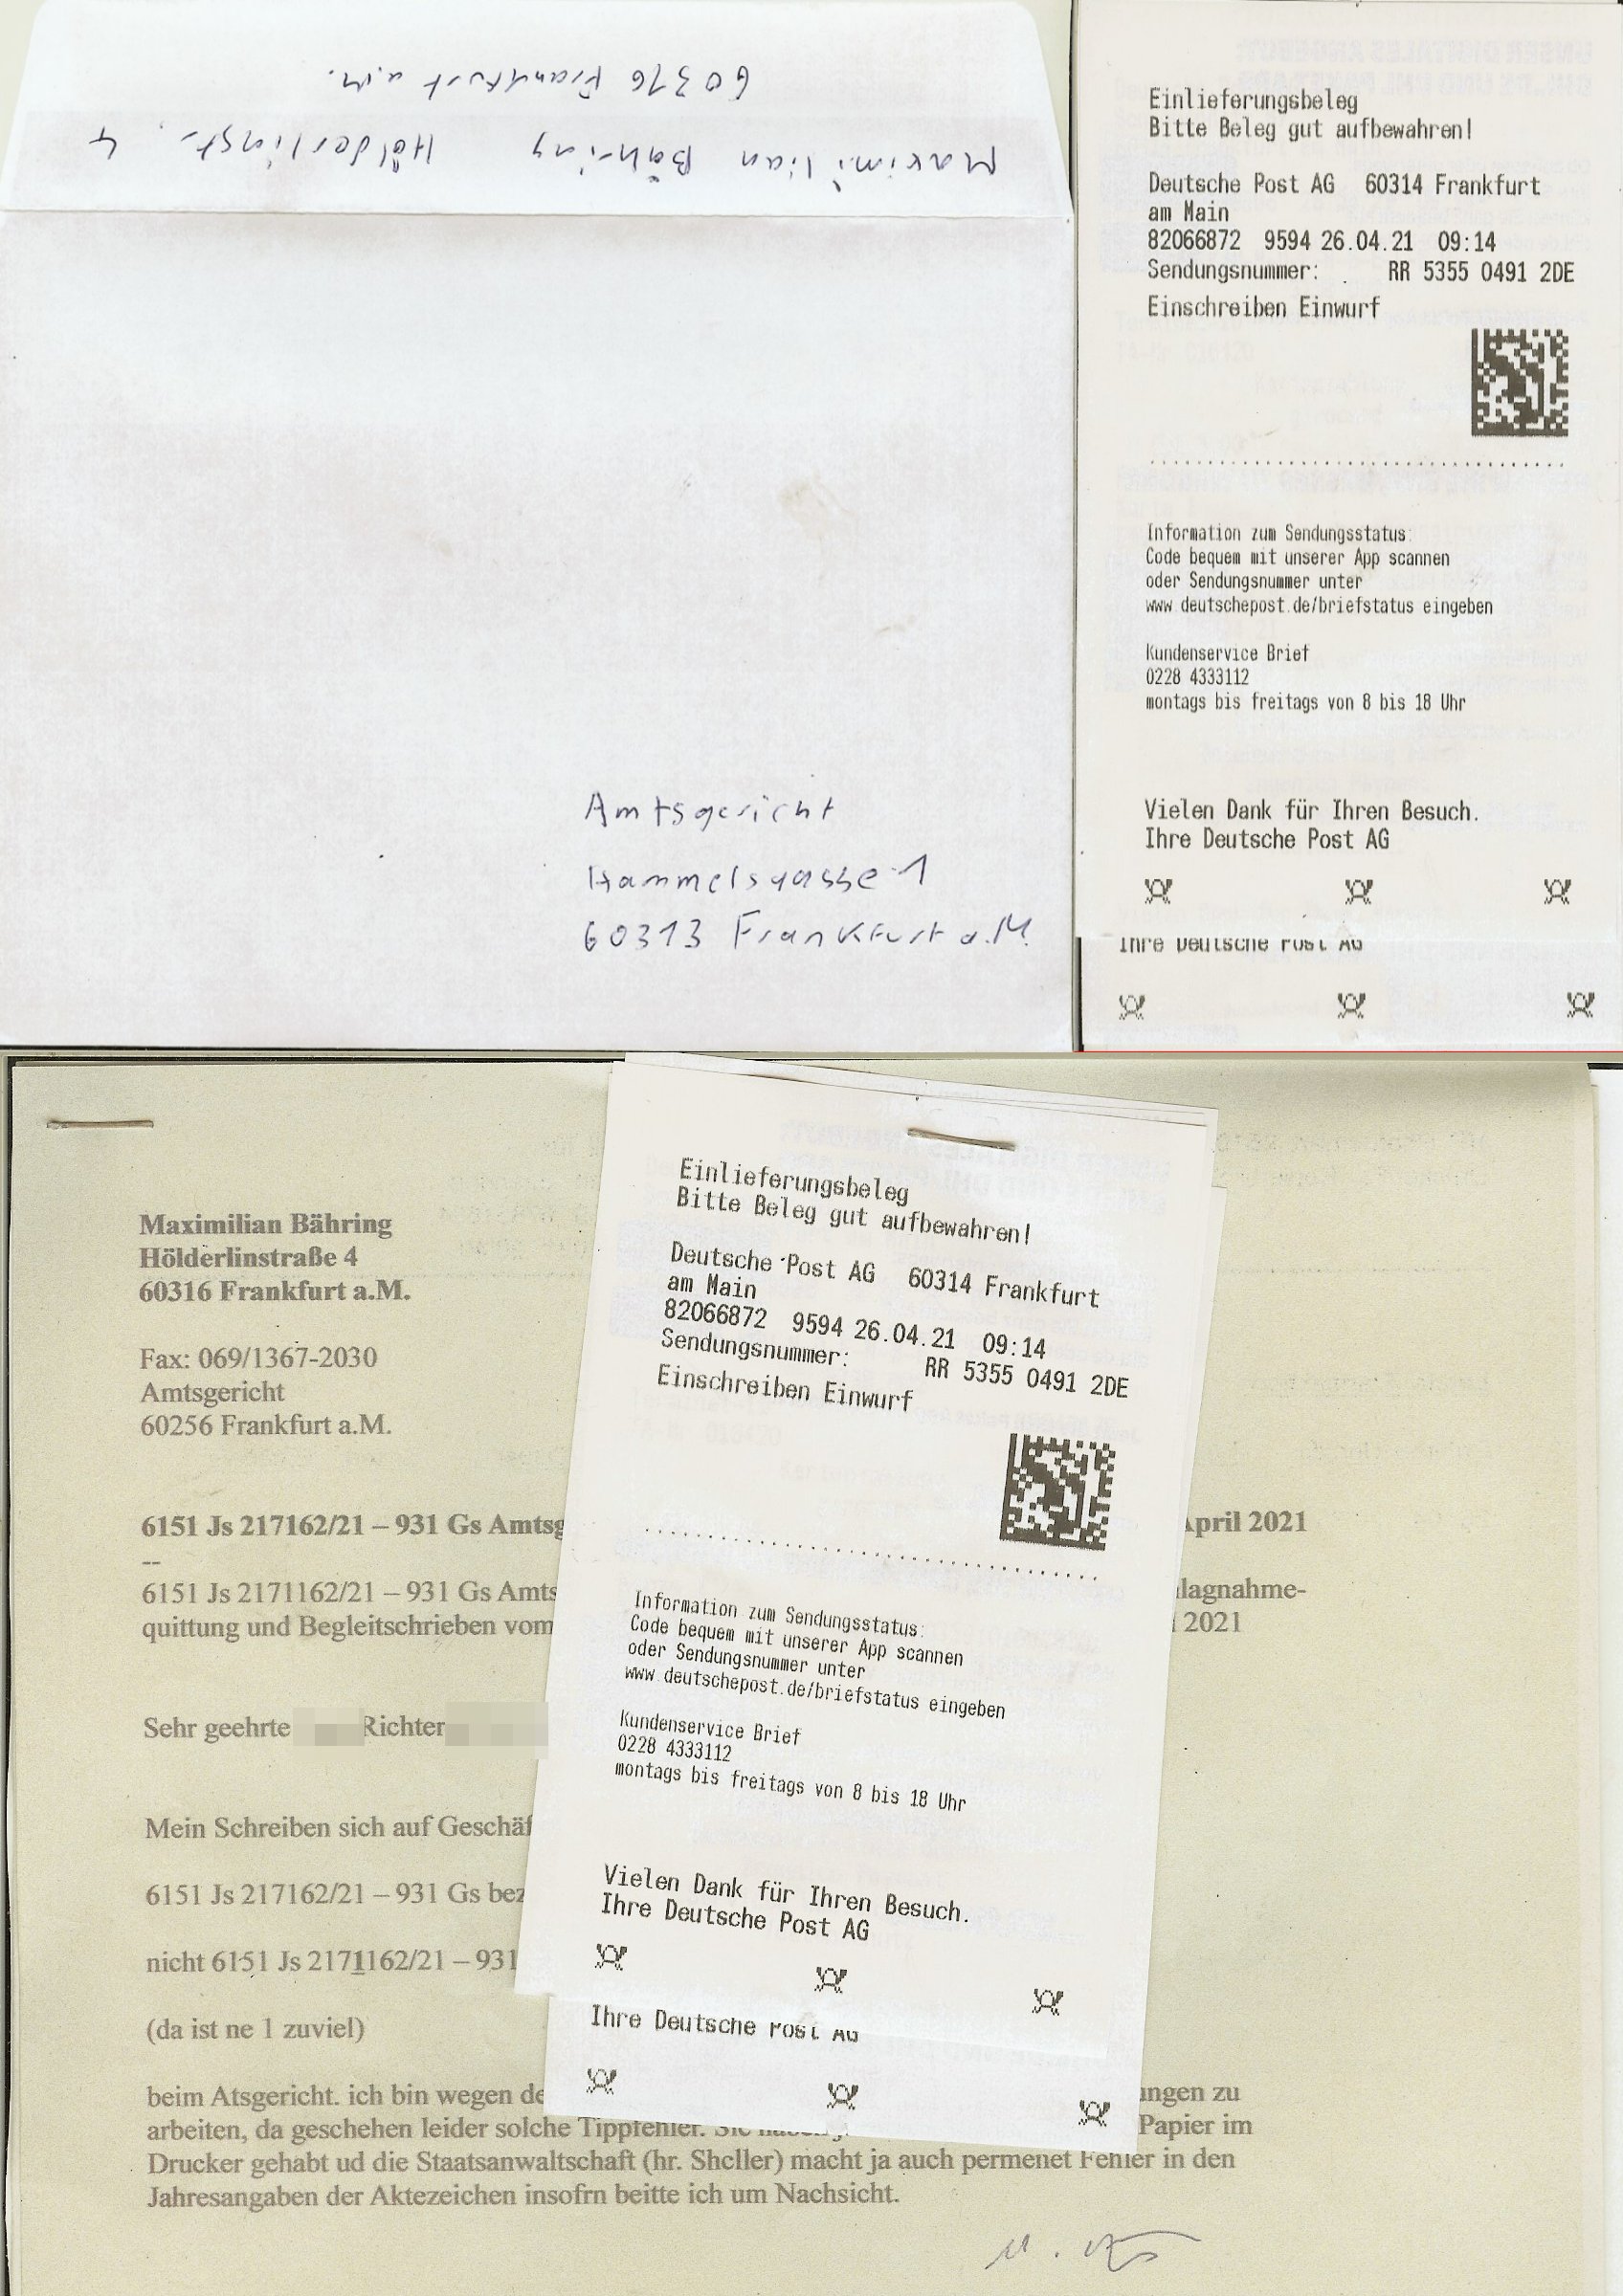 60316 Frankfurt a.M.
Maximilian Bähring Hölderlinstr. 4
Amtsgericht
Hammelsgasse 1
60313 Frankfurt a.M.
Einlieferungsbeleg
Bitte Beleg gut aufbewahren!
Deutsche Post AG 60314 Frankfurt
am Main
82066872 9594 26.04.21 09:14
Sendungsnummer: RR 5355 0491 2DE
Einschreiben Einwurf
Information zum Sendungsstatus:
Code bequem mit unserer App scannen
oder Sendungsnummer unter
www.deutschepost.de/briefstatus eingeben
Kundenservice Brief
0228 4333112
montags bis freitags von 8 bis 18 Uhr
Vielen Dank für Ihren Besuch.
Ihre Deutsche Post AG
Ihre Deutsche Post AG
Maximilian Bähring
Hölderlinstraße 4
60316 Frankfurt a.M.
Fax: 069/1367-2030
Amtsgericht
60256 Frankfurt a.M.
6151 Js 217162/21 – 931 Gs Amtsg April 2021
--
6151 Js 2171162/21 – 931 Gs Amts lagnahme-
quittung und Begleitschrieben vom 2021
Sehr geehrte Richter
Mein Schreiben sich auf Geschäf
6151 Js 217162/21 – 931 Gs bez
nicht 6151 Js 2171162/21 – 931
(da ist ne 1 zuviel)
beim Atsgericht. ich bin wegen de ungen zu
arbeiten, da geschehen leider solche Tippfehler. Papier im
Drucker gehabt ud die Staatsanwaltschaft (hr. Shcller) macht ja auch permenet Fehler in den
Jahresangaben der Aktezeichen insofrn beitte ich um Nachsicht.
Einlieferungsbeleg
Bitte Beleg gut aufbewahren!
Deutsche Post AG 60314 Frankfurt
am Main
82066872 9594 26.04.21 09:14
Sendungsnummer: RR 5355 0491 2DE
Einschreiben Einwurf
Information zum Sendungsstatus:
Code bequem mit unserer App scannen
oder Sendungsnummer unter
www.deutschepost.de/briefstatus eingeben
Kundenservice Brief
0228 4333112
montags bis freitags von 8 bis 18 Uhr
Vielen Dank für Ihren Besuch.
Ihre Deutsche Post AG
Ihre Deutsche Post AG